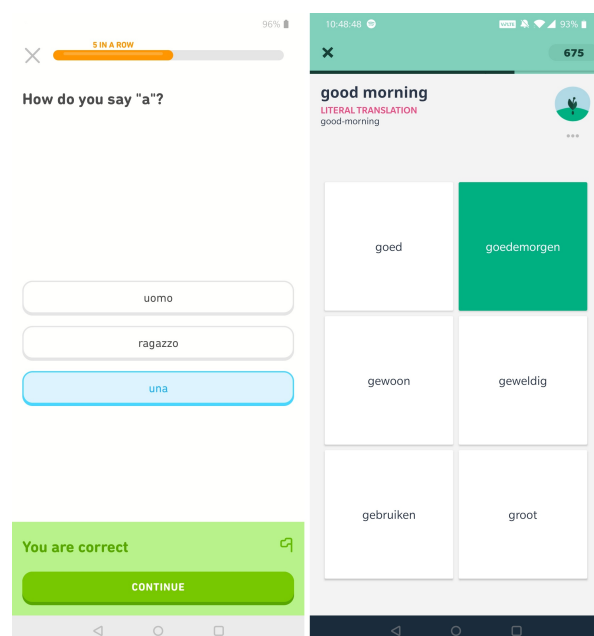 96%
5 IN A ROW
How do you say "a"?
uomo
ragazzo
una
You are correct
CONTINUE
10:48:48
93%
675
good morning
LITERAL TRANSLATION
good-morning
goed
goedemorgen
gewoon
geweldig
gebruiken
groot